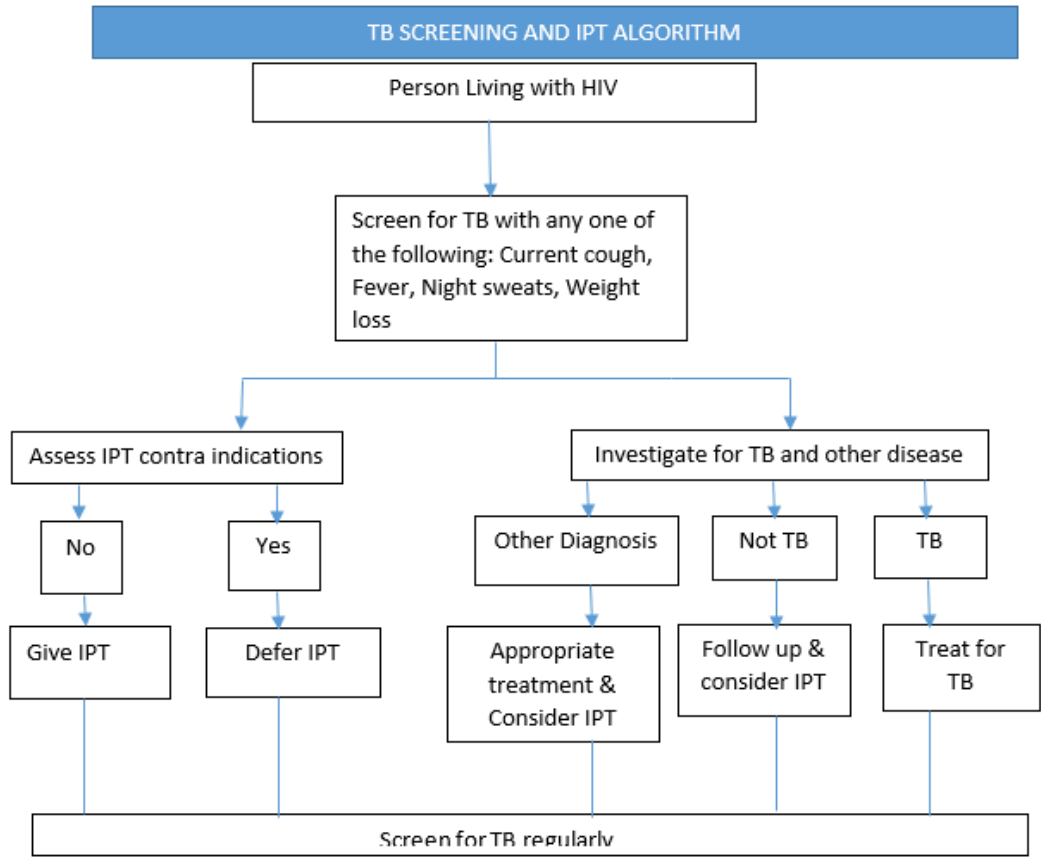 TB SCREENING AND IPT ALGORITHM
Person Living with HIV
Screen for TB with any one of
the following: Current cough,
Fever, Night sweats, Weight
loss
Assess IPT contra indications
Investigate for TB and other disease
No
Yes
Other Diagnosis
Not TB
TB
Give IPT
Defer IPT
Appropriate
treatment &
Consider IPT
Follow up &
consider IPT
Treat for
TB
Screen for TB regularly